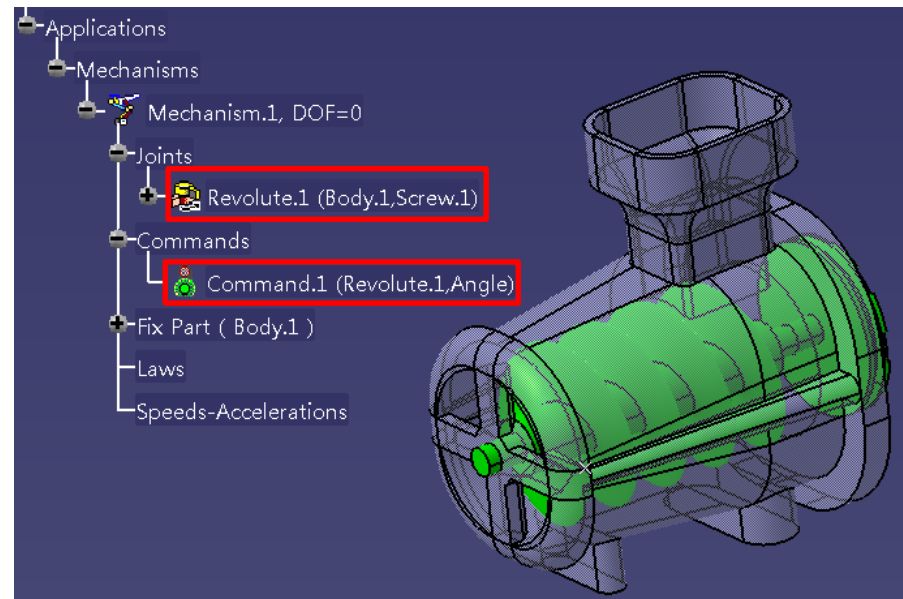 Applications
Mechanisms
Mechanism.1, DOF=0
Joints
Revolute.1 (Body.1,Screw.1)
Commands
Command.1 (Revolute.1,Angle)
Fix Part ( Body.1 )
Laws
Speeds-Accelerations